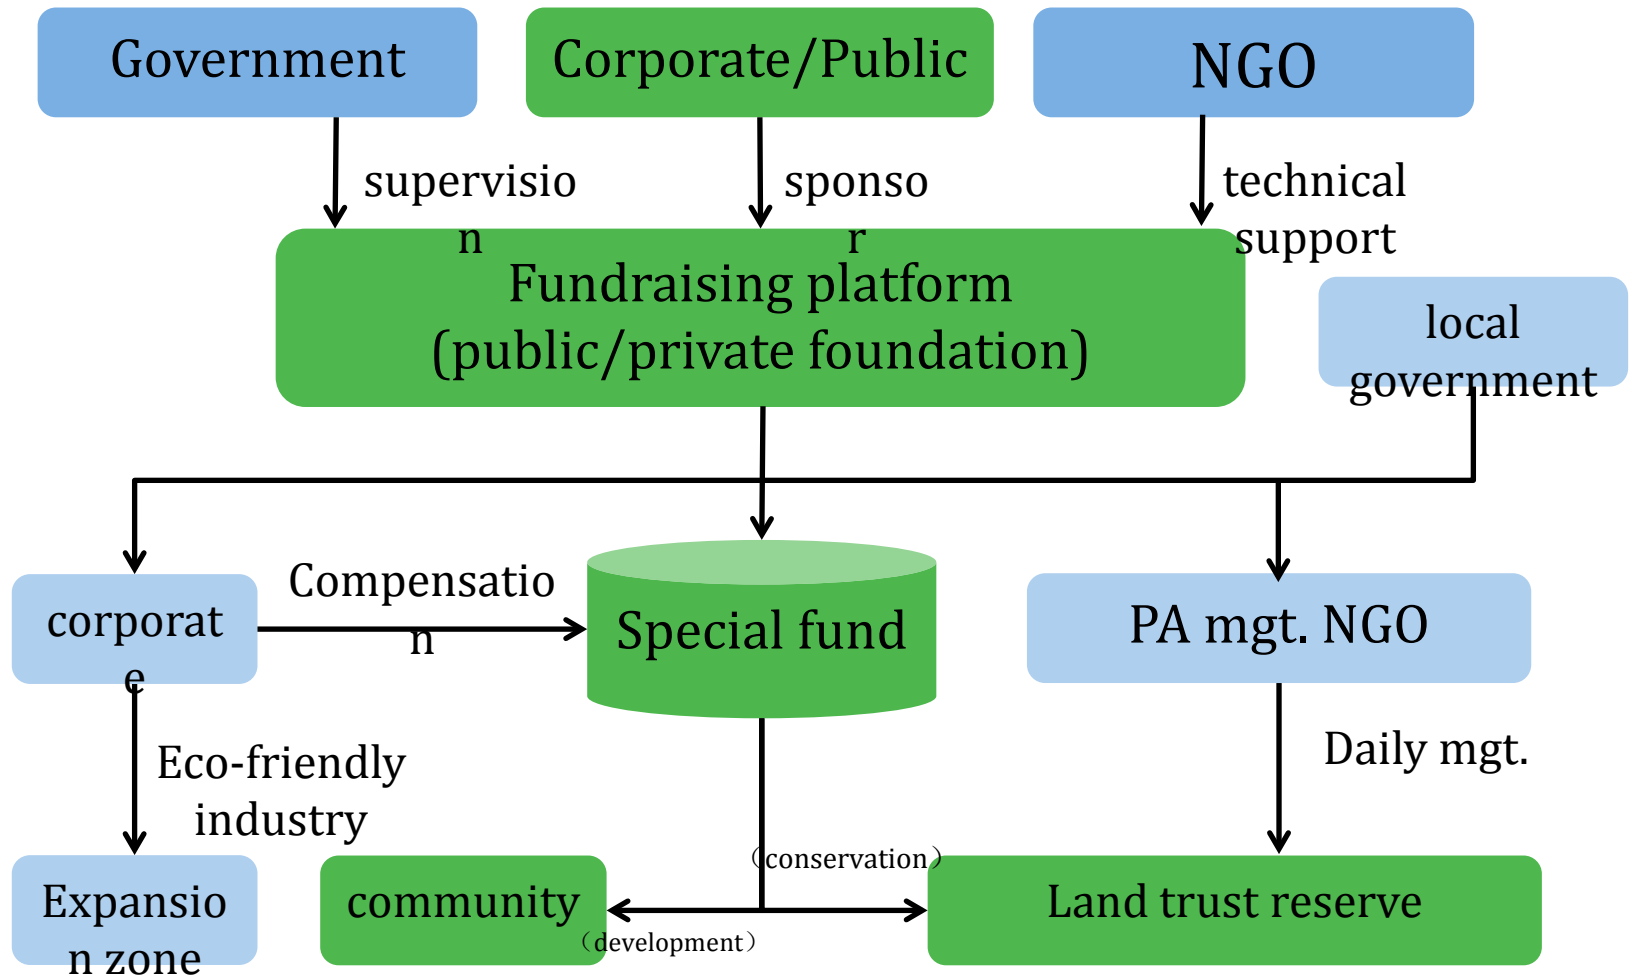 Government
Corporate/Public
NGO
supervisio
n
sponso
r
technical
support
Fundraising platform
(public/private foundation)
local
government
corporat
e
Compensatio
n
Special fund
PA mgt. NGO
Eco-friendly
industry
Daily mgt.
Expansio
n zone
community
（conservation）
（development）
Land trust reserve